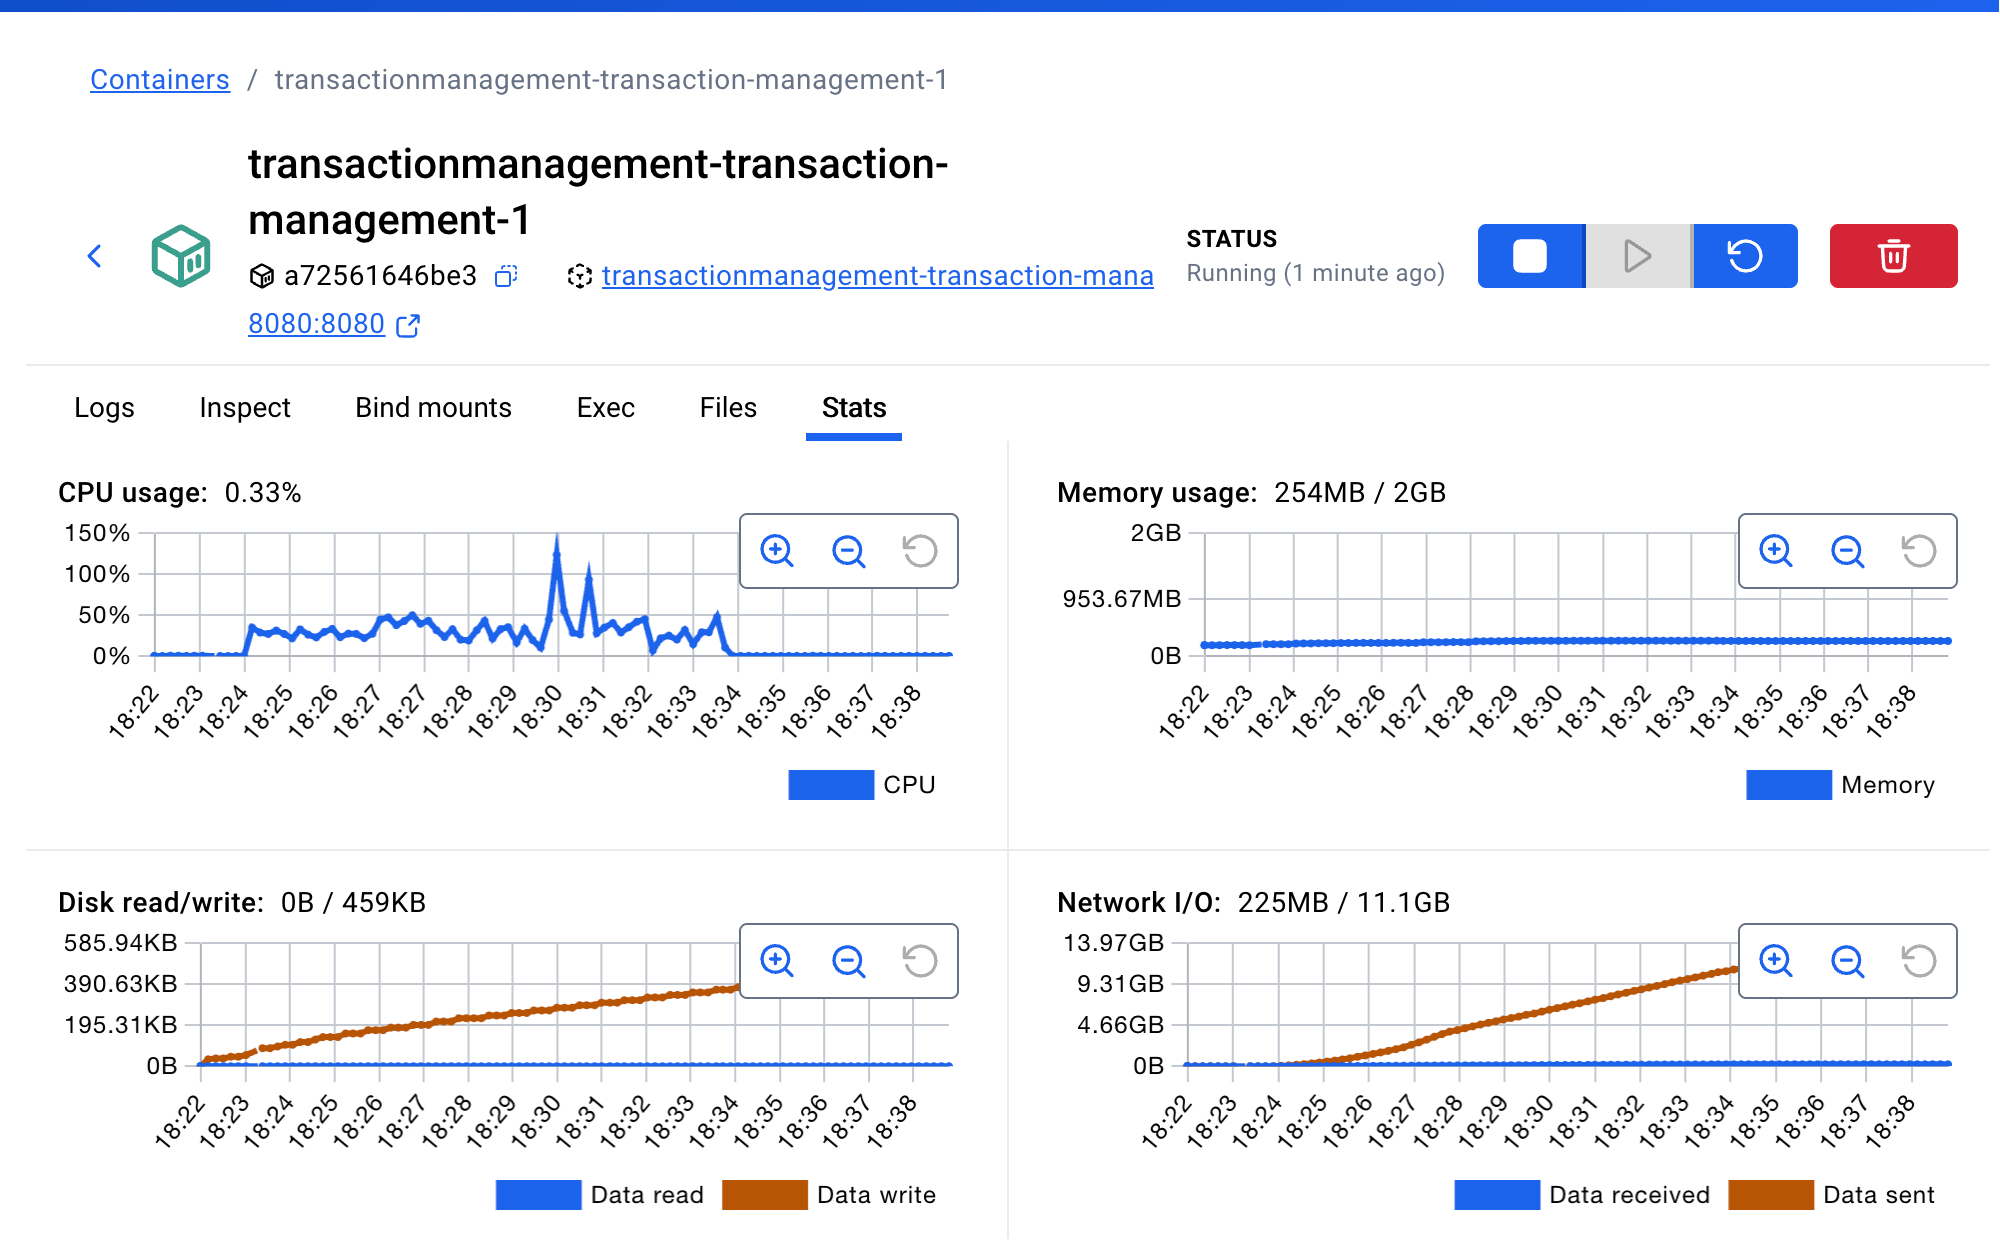 Containers / transactionmanagement-transaction-management-1
transactionmanagement-transaction-
management-1
a72561646be3 transactionmanagement-transaction-mana
8080:8080
STATUS
Running (1 minute ago)
Logs Inspect Bind mounts Exec Files Stats
CPU usage: 0.33%
150%
100%
50%
0%
18:22 18:23 18:24 18:25 18:26 18:27 18:27 18:28 18:29 18:30 18:31 18:32 18:33 18:34 18:35 18:36 18:37 18:38
CPU
Memory usage: 254MB / 2GB
2GB
953.67MB
0B
18:22 18:23 18:24 18:25 18:26 18:27 18:28 18:29 18:30 18:31 18:32 18:33 18:34 18:35 18:36 18:37 18:38
Memory
Disk read/write: 0B / 459KB
585.94KB
390.63KB
195.31KB
0B
18:22 18:23 18:24 18:25 18:26 18:27 18:28 18:29 18:30 18:31 18:32 18:33 18:34 18:35 18:36 18:37 18:38
Data read Data write
Network I/O: 225MB / 11.1GB
13.97GB
9.31GB
4.66GB
0B
18:22 18:23 18:24 18:25 18:26 18:27 18:28 18:29 18:30 18:31 18:32 18:33 18:34 18:35 18:36 18:37 18:38
Data received Data sent